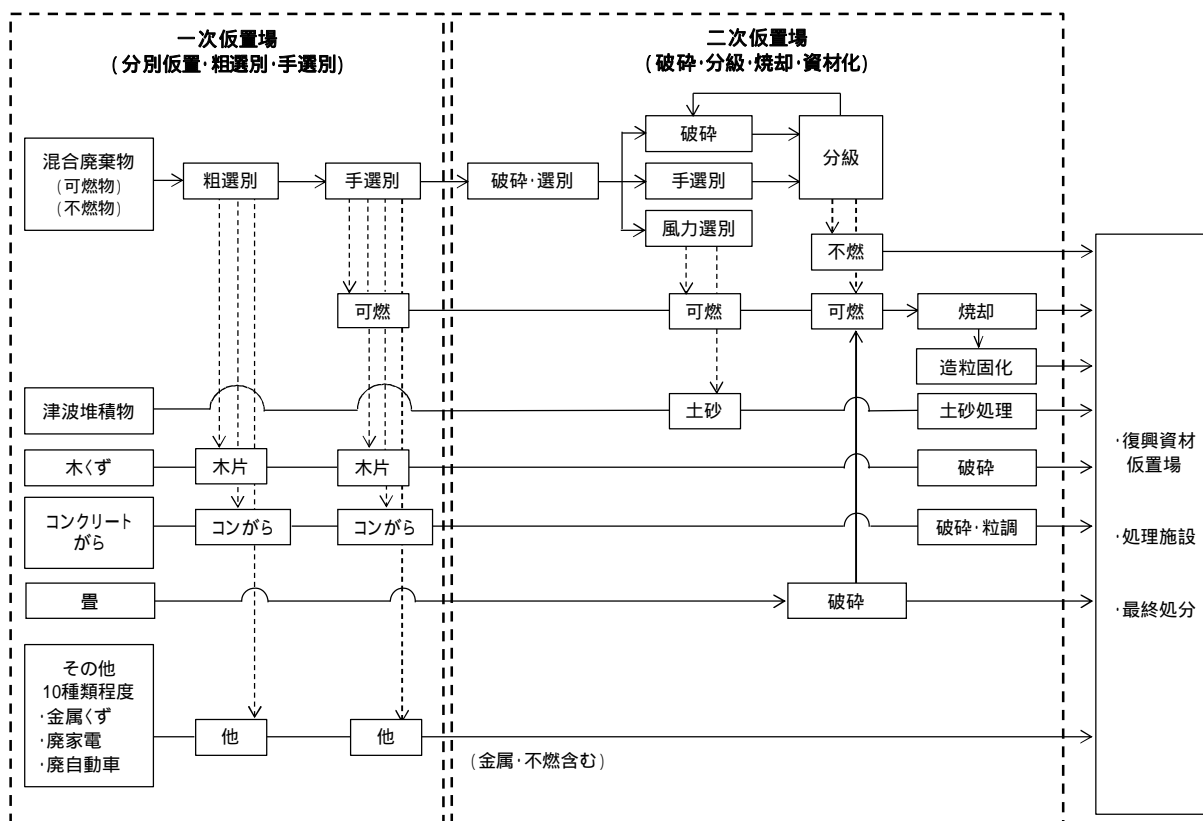 一次仮置場
(分別仮置・粗選別・手選別)
二次仮置場
(破砕・分級・焼却・資材化)
混合廃棄物
(可燃物)
(不燃物)
粗選別
手選別
破砕・選別
破砕
手選別
風力選別
分級
不燃
可燃
可燃
可燃
焼却
造粒固化
津波堆積物
土砂
土砂処理
木くず
木片
木片
破砕
コンクリート
がら
コンがら
コンがら
破砕・粒調
畳
破砕
その他
10種類程度
・金属くず
・廃家電
・廃自動車
他
他
(金属・不燃含む)
・復興資材
仮置場
・処理施設
・最終処分